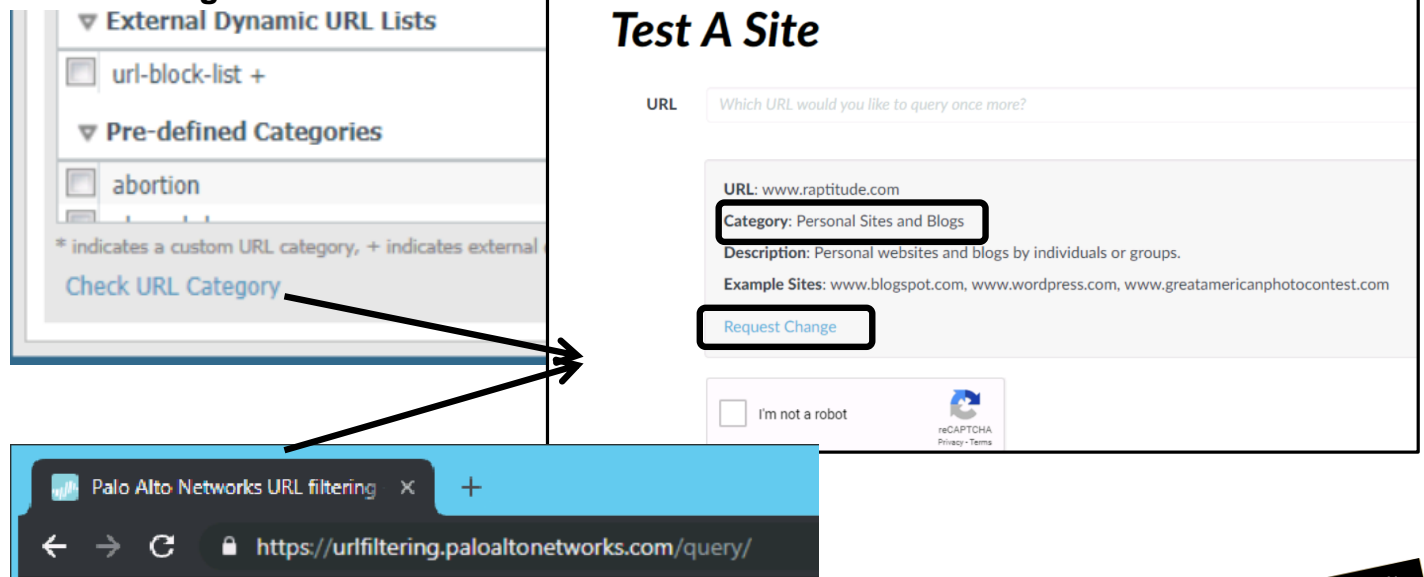 External Dynamic URL Lists
url-block-list +
Pre-defined Categories
abortion
* indicates a custom URL category, + indicates external
Check URL Category
Test A Site
URL
Which URL would you like to query once more?
URL: www.raptitude.com
Category: Personal Sites and Blogs
Description: Personal websites and blogs by individuals or groups.
Example Sites: www.blogspot.com, www.wordpress.com, www.greatamericanphotocontest.com
Request Change
I'm not a robot
reCAPTCHA
Privacy - Terms
Palo Alto Networks URL filtering
https://urlfiltering.paloaltonetworks.com/query/